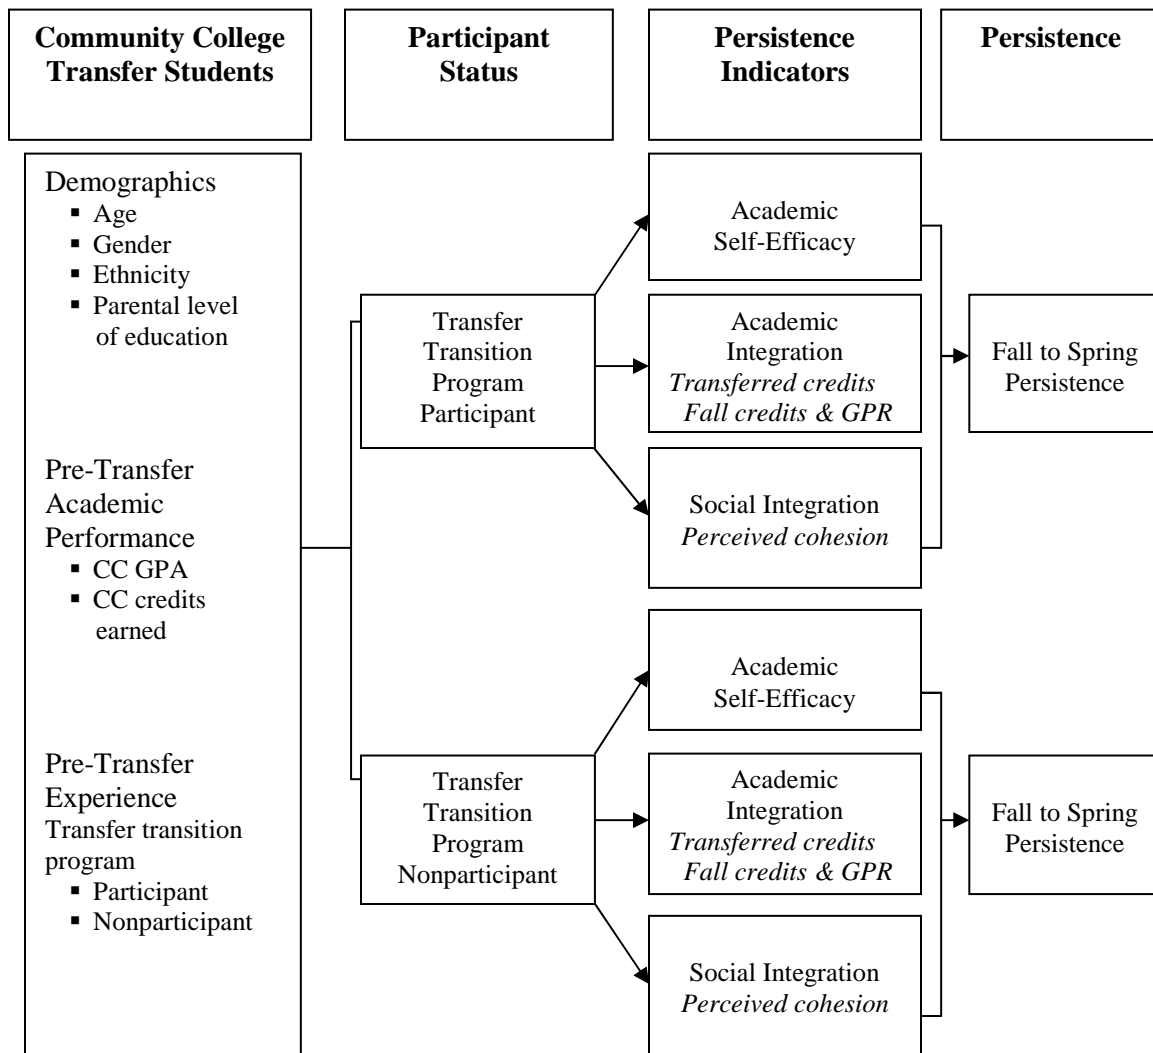 Community College
Transfer Students
Participant
Status
Persistence
Indicators
Persistence
Demographics
▪ Age
▪ Gender
▪ Ethnicity
▪ Parental level
of education
Pre-Transfer
Academic
Performance
▪ CC GPA
▪ CC credits
earned
Pre-Transfer
Experience
Transfer transition
program
▪ Participant
▪ Nonparticipant
Transfer
Transition
Program
Participant
Academic
Self-Efficacy
Academic
Integration
Transferred credits
Fall credits & GPR
Social Integration
Perceived cohesion
Fall to Spring
Persistence
Transfer
Transition
Program
Nonparticipant
Academic
Self-Efficacy
Academic
Integration
Transferred credits
Fall credits & GPR
Social Integration
Perceived cohesion
Fall to Spring
Persistence